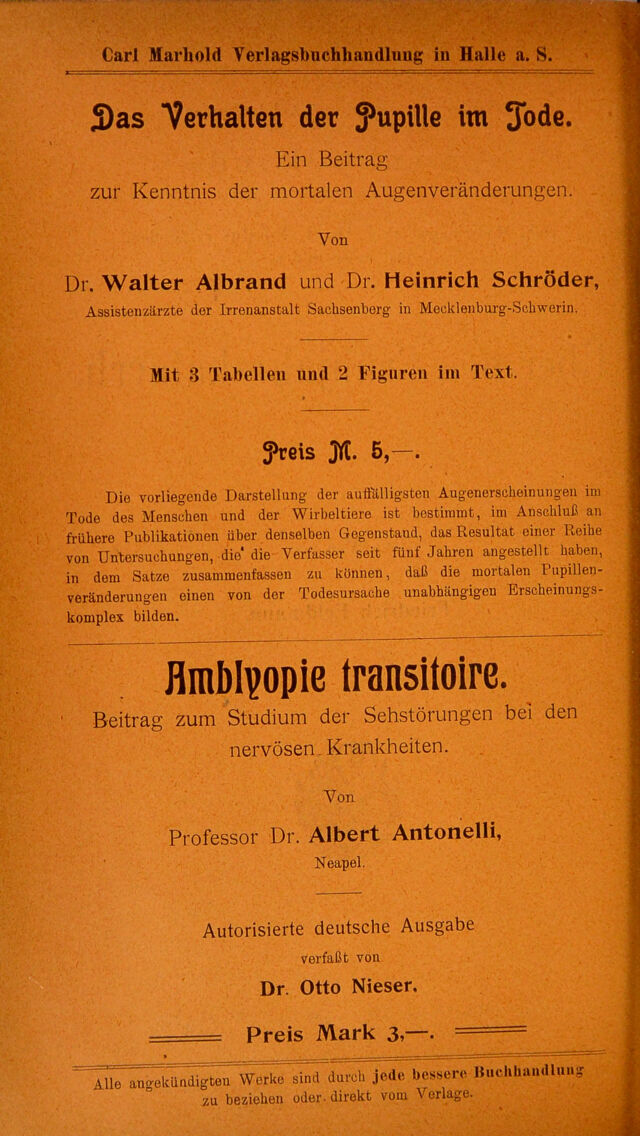 Carl Marhold Verlagsbuchhandlung in Halle a. S.
Das Verhalten der Pupille im Tode.
Ein Beitrag
zur Kenntnis der mortalen Augenveränderungen.
Von
Dr. Walter Albrand und Dr. Heinrich Schröder,
Assistenzärzte der Irrenanstalt Sachsenberg in Mecklenburg-Schwerin.
Mit 3 Tabellen und 2 Figuren im Text.
Preis M. 5,—.
Die vorliegende Darstellung der auffälligsten Augenerscheinungen im
Tode des Menschen und der Wirbeltiere ist bestimmt, im Anschluß an
frühere Publikationen über denselben Gegenstand, das Resultat einer Reihe
von Untersuchungen, die die Verfasser seit fünf Jahren angestellt haben,
in dem Satze zusammenfassen zu können, daß die mortalen Pupillen-
veränderungen einen von der Todesursache unabhängigen Erscheinungs-
komplex bilden.
Amblyopie transitoire.
Beitrag zum Studium der Sehstörungen bei den
nervösen Krankheiten.
Von
Professor Dr. Albert Antonelli,
Neapel.
Autorisierte deutsche Ausgabe
verfaßt von
Dr. Otto Nieser.
Preis Mark 3,—.
Alle angekündigten Werke sind durch jede bessere Buchhandlung
zu beziehen oder direkt vom Verlage.